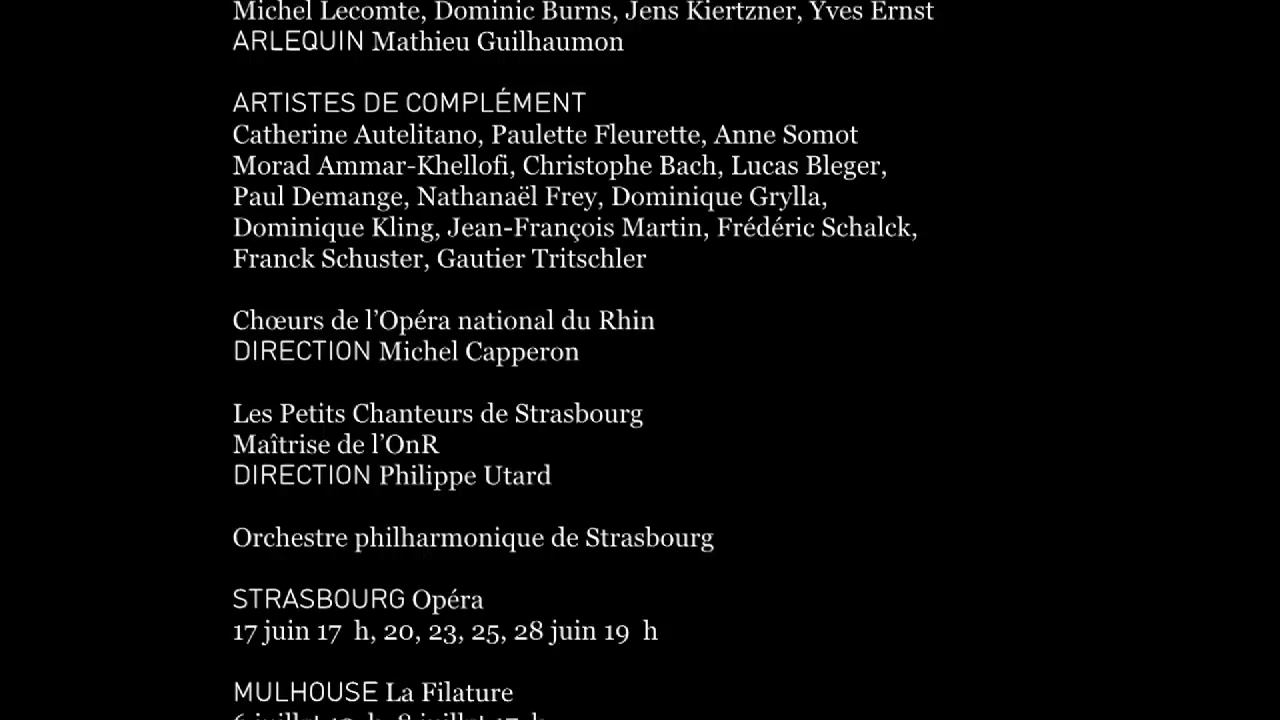 Michel Lecomte, Dominic Burns, Jens Kiertzner, Yves Ernst
ARLEQUIN Mathieu Guilhaumon
ARTISTES DE COMPLÉMENT
Catherine Autelitano, Paulette Fleurette, Anne Somot
Morad Ammar-Khellofi, Christophe Bach, Lucas Bleger,
Paul Demange, Nathanaël Frey, Dominique Grylla,
Dominique Kling, Jean-François Martin, Frédéric Schalck,
Franck Schuster, Gautier Tritschler
Chœurs de l’Opéra national du Rhin
DIRECTION Michel Capperon
Les Petits Chanteurs de Strasbourg
Maîtrise de l’OnR
DIRECTION Philippe Utard
Orchestre philharmonique de Strasbourg
STRASBOURG Opéra
17 juin 17 h, 20, 23, 25, 28 juin 19 h
MULHOUSE La Filature